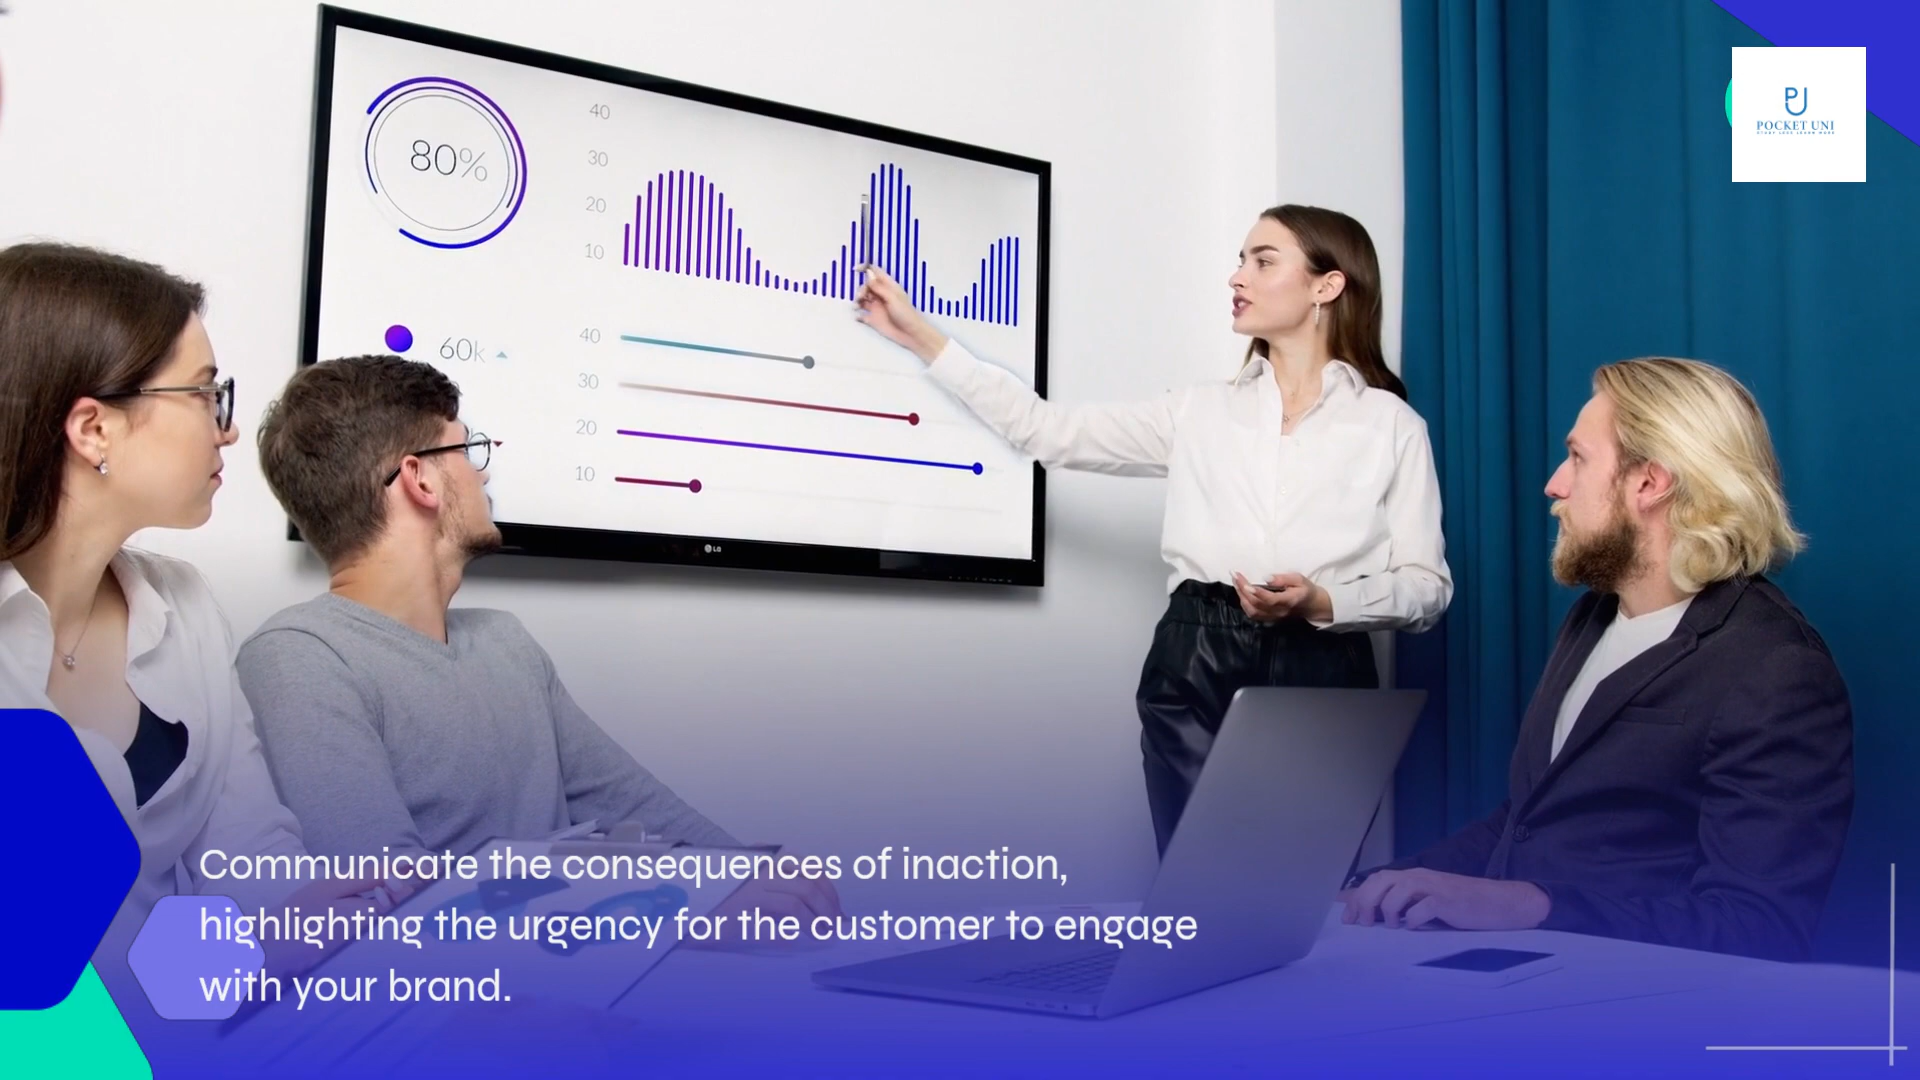 80%
40
30
20
10
60k
40
30
20
10
LG
PU
POCKET UNI
Communicate the consequences of inaction,
highlighting the urgency for the customer to engage
with your brand.